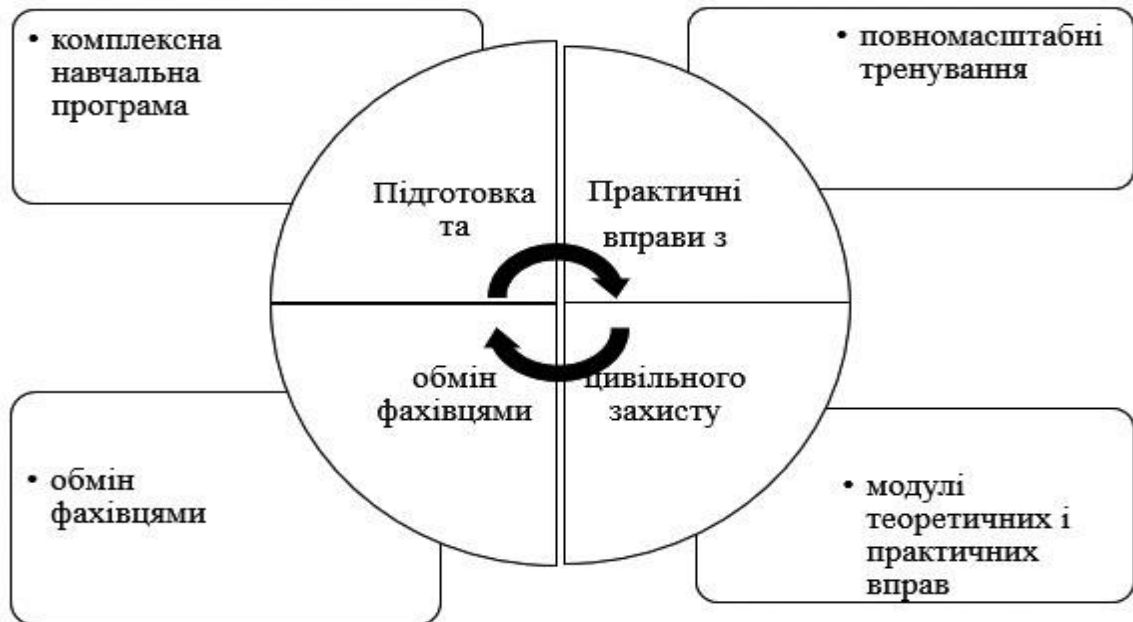 • комплексна
навчальна
програма
• повномасштабні
тренування
Підготовка
та
Практичні
вправи з
обмін
фахівцями
цивільного
захисту
• обмін
фахівцями
• модулі
теоретичних і
практичних
вправ